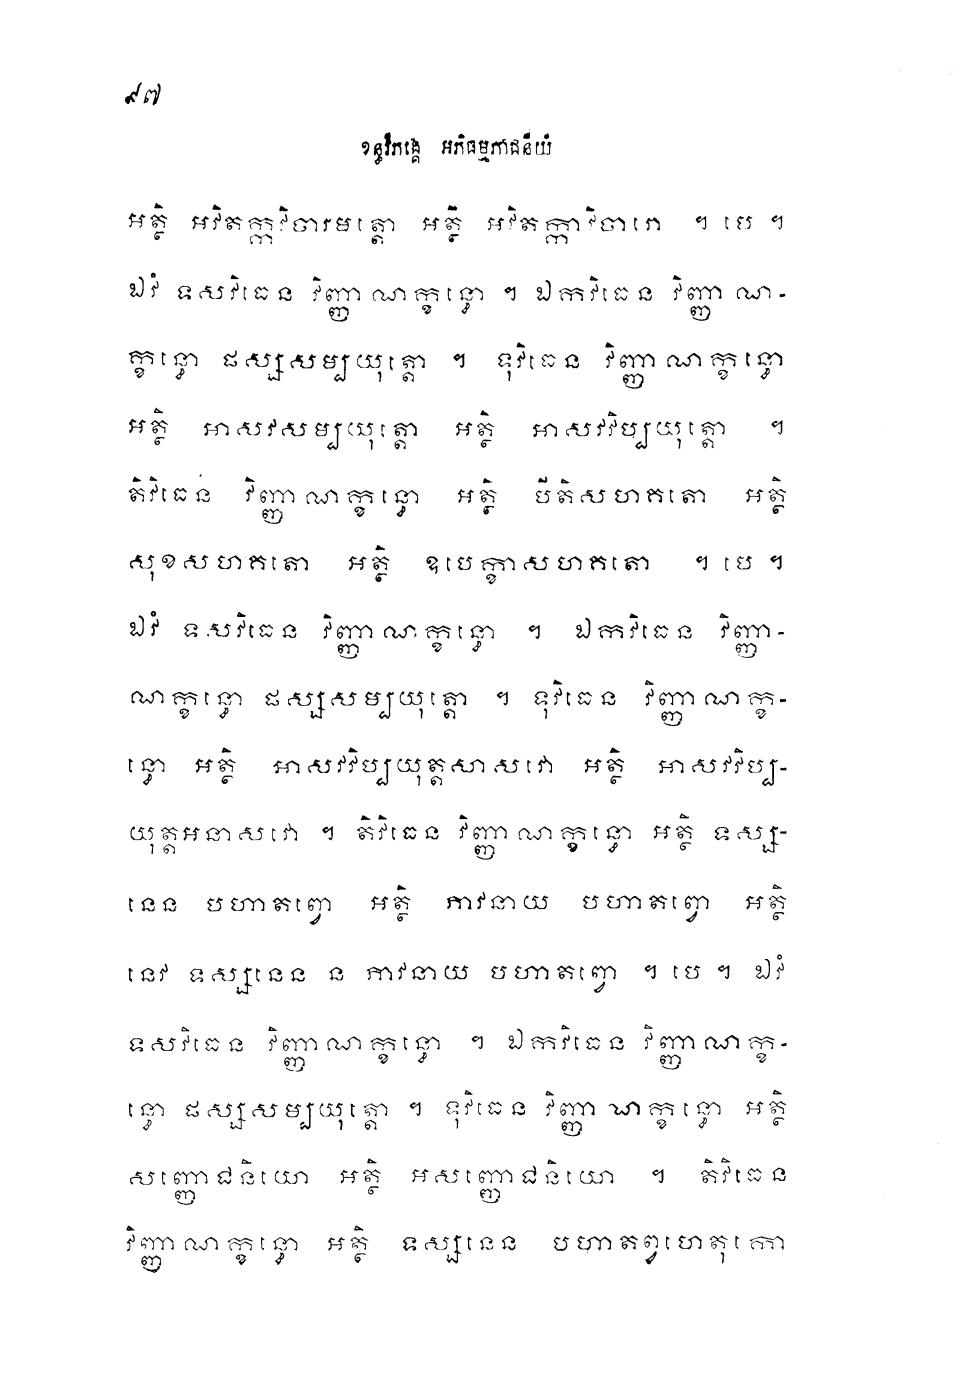 ៩៧
ខន្ធវិភង្គេ អភិធម្មភាជនីយំ
អត្ថិ អវិតក្កវិចារមត្តោ អត្ថិ អវិតក្កាវិចារោ ។ បេ ។
ឯវំ ទសវិធេន វិញ្ញាណក្ខន្ធោ ។ ឯកវិធេន វិញ្ញាណ-
ក្ខន្ធោ ផស្សសម្បយុត្តោ ។ ទុវិធេន វិញ្ញាណក្ខន្ធោ
អត្ថិ អាសវសម្បយុត្តោ អត្ថិ អាសវវិប្បយុត្តោ ។
តិវិធេន វិញ្ញាណក្ខន្ធោ អត្ថិ បីតិសហគតោ អត្ថិ
សុខសហគតោ អត្ថិ ឧបេក្ខាសហគតោ ។ បេ ។
ឯវំ ទសវិធេន វិញ្ញាណក្ខន្ធោ ។ ឯកវិធេន វិញ្ញា-
ណក្ខន្ធោ ផស្សសម្បយុត្តោ ។ ទុវិធេន វិញ្ញាណក្ខ-
ន្ធោ អត្ថិ អាសវវិប្បយុត្តសាសវោ អត្ថិ អាសវវិប្ប-
យុត្តអនាសវោ ។ តិវិធេន វិញ្ញាណក្ខន្ធោ អត្ថិ ទស្ស-
នេន បហាតព្វោ អត្ថិ ភាវនាយ បហាតព្វោ អត្ថិ
នេវ ទស្សនេន ន ភាវនាយ បហាតព្វោ ។ បេ ។ ឯវំ
ទសវិធេន វិញ្ញាណក្ខន្ធោ ។ ឯកវិធេន វិញ្ញាណក្ខ-
ន្ធោ ផស្សសម្បយុត្តោ ។ ទុវិធេន វិញ្ញាណក្ខន្ធោ អត្ថិ
សញ្ញោជនិយោ អត្ថិ អសញ្ញោជនិយោ ។ តិវិធេន
វិញ្ញាណក្ខន្ធោ អត្ថិ ទស្សនេន បហាតព្វហេតុកោ